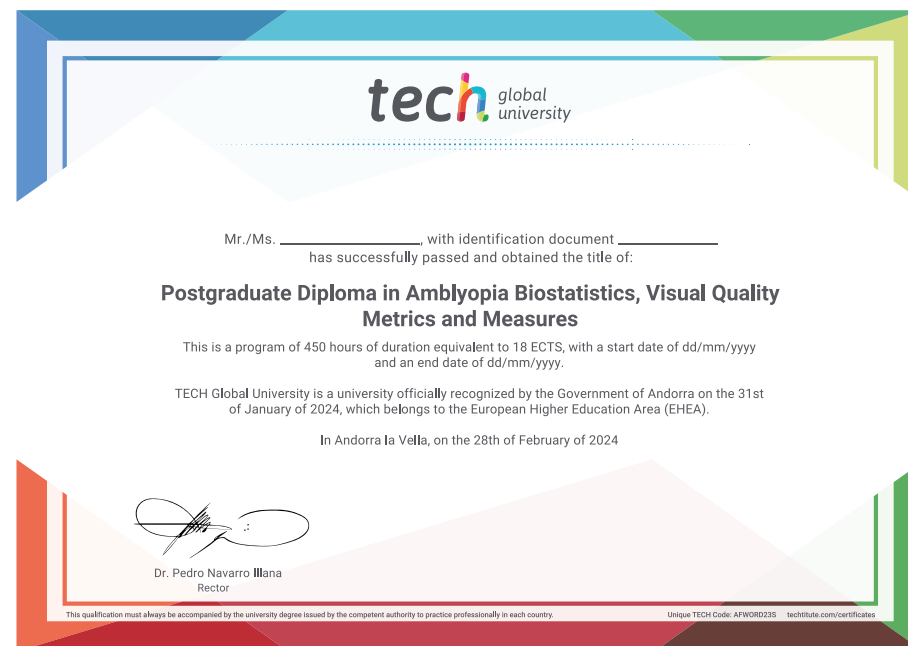 tech global
university
Mr./Ms. ____________, with identification document ____________
has successfully passed and obtained the title of:
Postgraduate Diploma in Amblyopia Biostatistics, Visual Quality
Metrics and Measures
This is a program of 450 hours of duration equivalent to 18 ECTS, with a start date of dd/mm/yyyy
and an end date of dd/mm/yyyy.
TECH Global University is a university officially recognized by the Government of Andorra on the 31st
of January of 2024, which belongs to the European Higher Education Area (EHEA).
In Andorra la Vella, on the 28th of February of 2024
Dr. Pedro Navarro Illana
Rector
This qualification must always be accompanied by the university degree issued by the competent authority to practice professionally in each country. Unique TECH Code: AFWORD23S techtitute.com/certificates